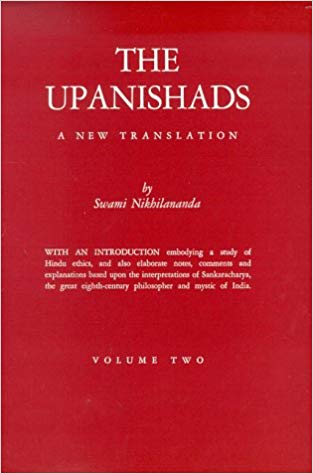 THE
UPANISHADS
A NEW TRANSLATION
by
Swami Nikhilananda
WITH AN INTRODUCTION embodying a study of
Hindu ethics, and also elaborate notes, comments and
explanations based upon the interpretations of Sankaracharya,
the great eighth-century philosopher and mystic of India.
VOLUME TWO